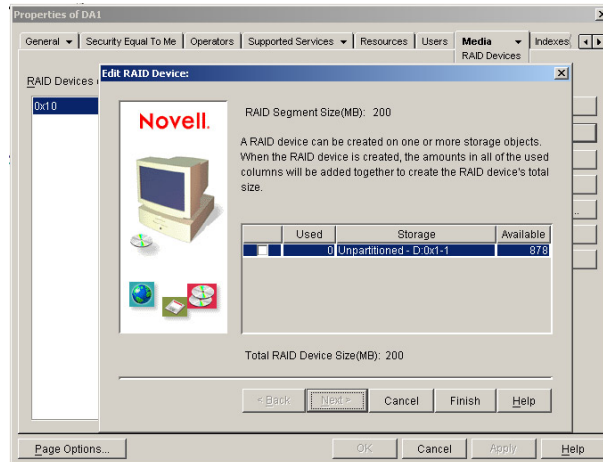 Properties of DA1
General Security Equal To Me Operators Supported Services Resources Users Media Indexes
RAID Devices
RAID Devices
Edit RAID Device:
0x10
Novell.
RAID Segment Size(MB): 200
A RAID device can be created on one or more storage objects.
When the RAID device is created, the amounts in all of the used
columns will be added together to create the RAID device's total
size.
Used Storage Available
0 Unpartitioned - D:0x1-1 878
Total RAID Device Size(MB): 200
< Back Next > Cancel Finish Help
Page Options... OK Cancel Apply Help